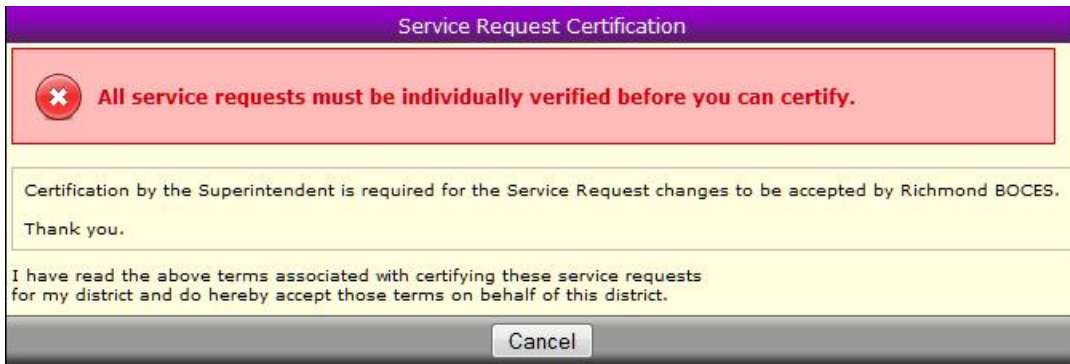 Service Request Certification
All service requests must be individually verified before you can certify.
Certification by the Superintendent is required for the Service Request changes to be accepted by Richmond BOCES.
Thank you.
I have read the above terms associated with certifying these service requests
for my district and do hereby accept those terms on behalf of this district.
Cancel